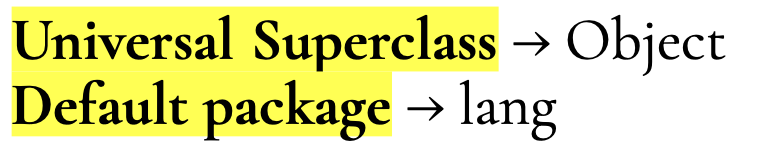 Universal Superclass → Object
Default package → lang